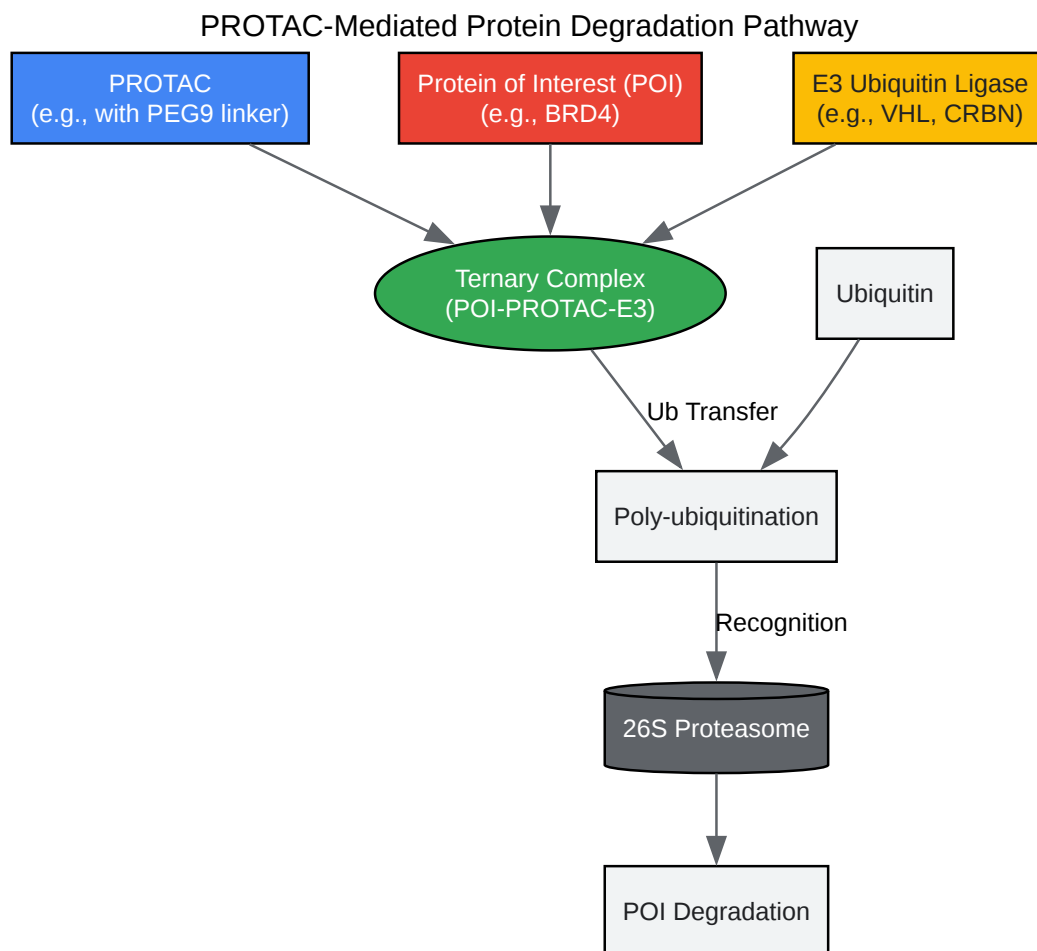 PROTAC-Mediated Protein Degradation Pathway
PROTAC
(e.g., with PEG9 linker)
Protein of Interest (POI)
(e.g., BRD4)
E3 Ubiquitin Ligase
(e.g., VHL, CRBN)
Ternary Complex
(POI-PROTAC-E3)
Ubiquitin
Ub Transfer
Poly-ubiquitination
Recognition
26S Proteasome
POI Degradation